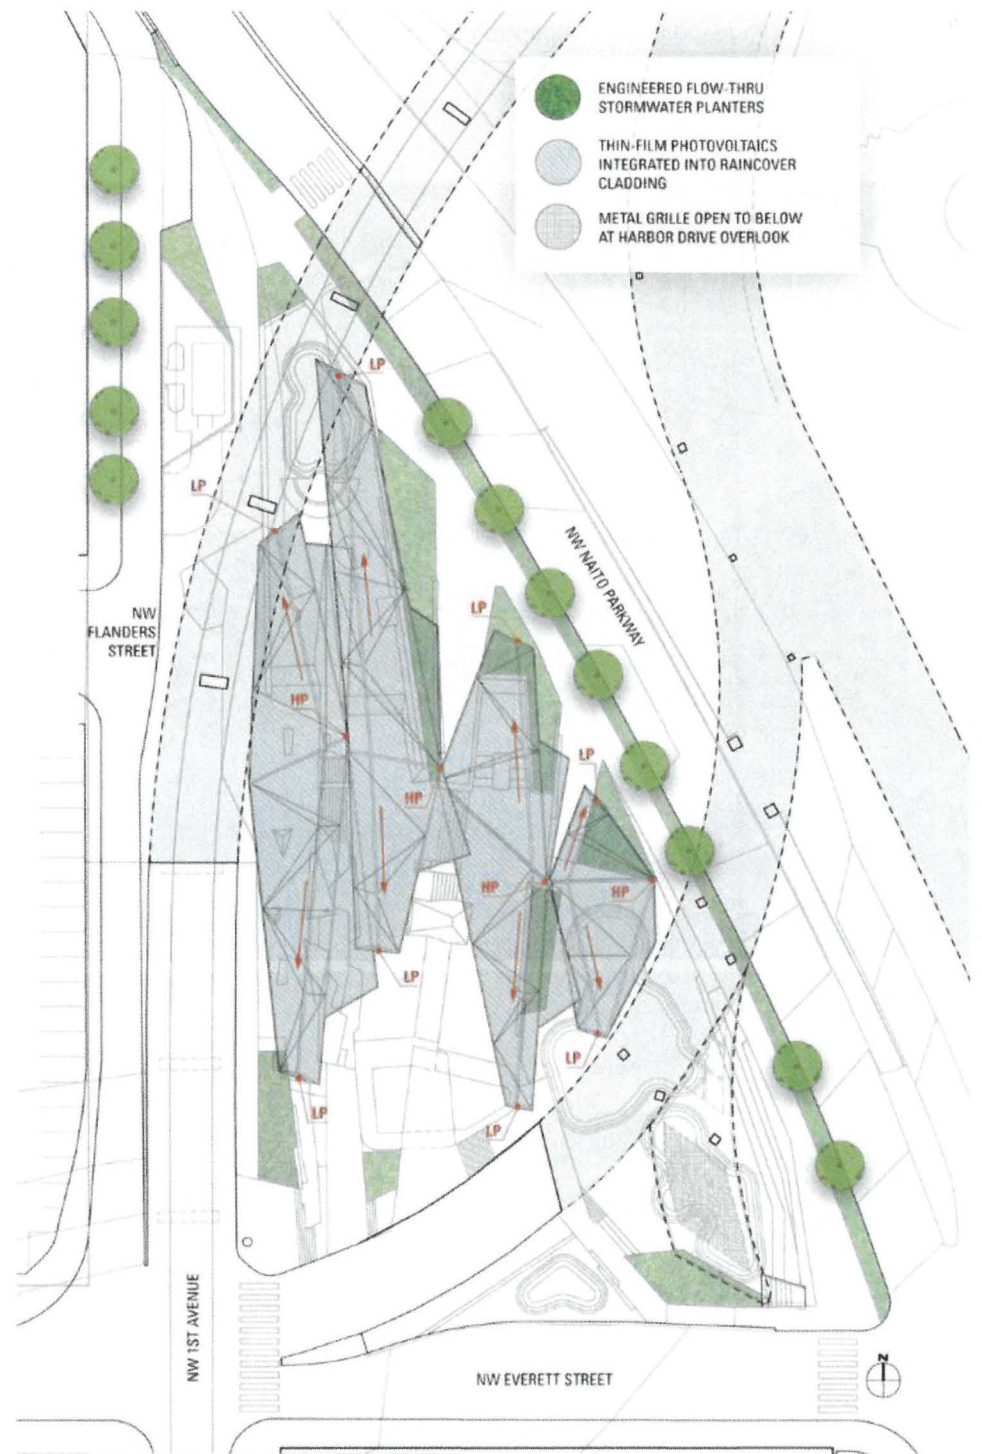 ENGINEERED FLOW-THRU
STORMWATER PLANTERS
THIN-FILM PHOTOVOLTAICS
INTEGRATED INTO RAINCOVER
CLADDING
METAL GRILLE OPEN TO BELOW
AT HARBOR DRIVE OVERLOOK
LP
LP
NW NAITO PARKWAY
LP
NW
FLANDERS
STREET
HP
LP
HP
HP
HP
LP
LP
LP
LP
NW 1ST AVENUE
NW EVERETT STREET
N